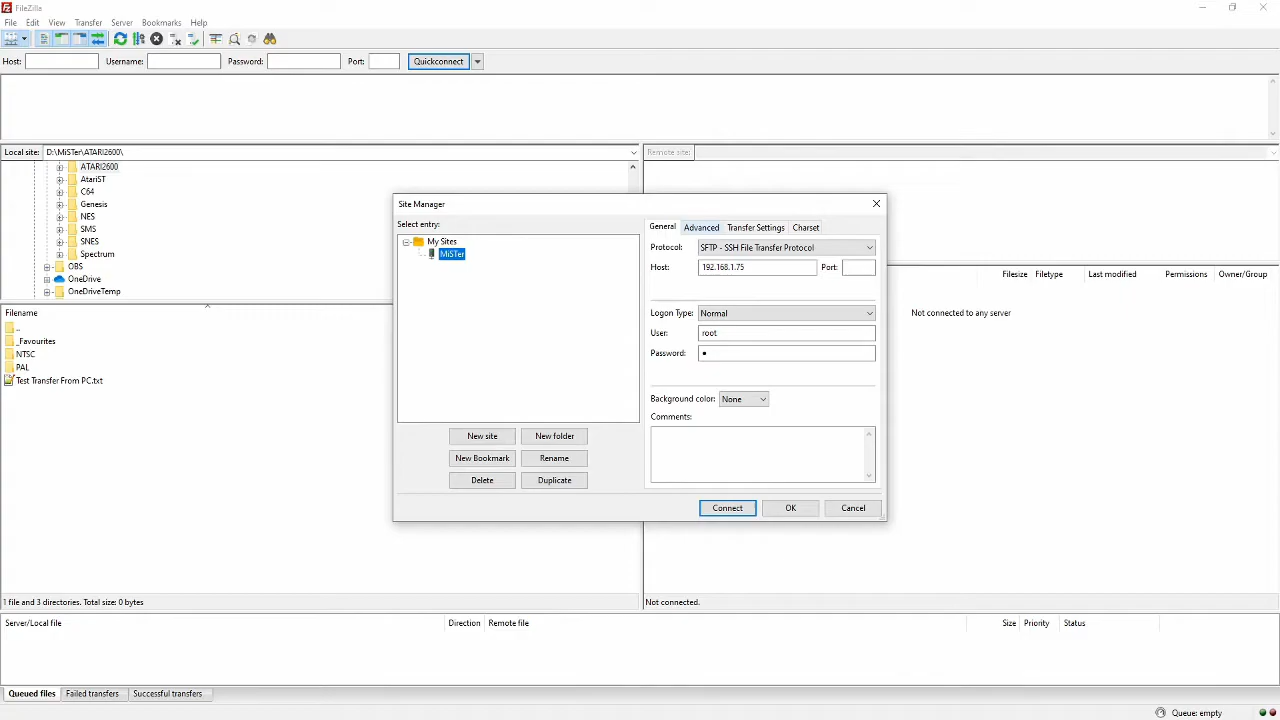 FileZilla
File Edit View Transfer Server Bookmarks Help
Host: Username: Password: Port: Quickconnect
Local site: D:\MiSTer\ATARI2600\
Remote site:
ATARI2600
AtariST
C64
Genesis
NES
SMS
SNES
Spectrum
OBS
OneDrive
OneDriveTemp
Filename
..
_Favourites
NTSC
PAL
Test Transfer From PC.txt
1 file and 3 directories. Total size: 0 bytes
Site Manager
Select entry:
My Sites
MiSTer
New site New folder
New Bookmark Rename
Delete Duplicate
General Advanced Transfer Settings Charset
Protocol: SFTP - SSH File Transfer Protocol
Host: 192.168.1.75 Port:
Logon Type: Normal
User: root
Password: •
Background color: None
Comments:
Connect OK Cancel
Filesize Filetype Last modified Permissions Owner/Group
Not connected to any server
Not connected.
Server/Local file Direction Remote file Size Priority Status
Queued files Failed transfers Successful transfers
Queue: empty